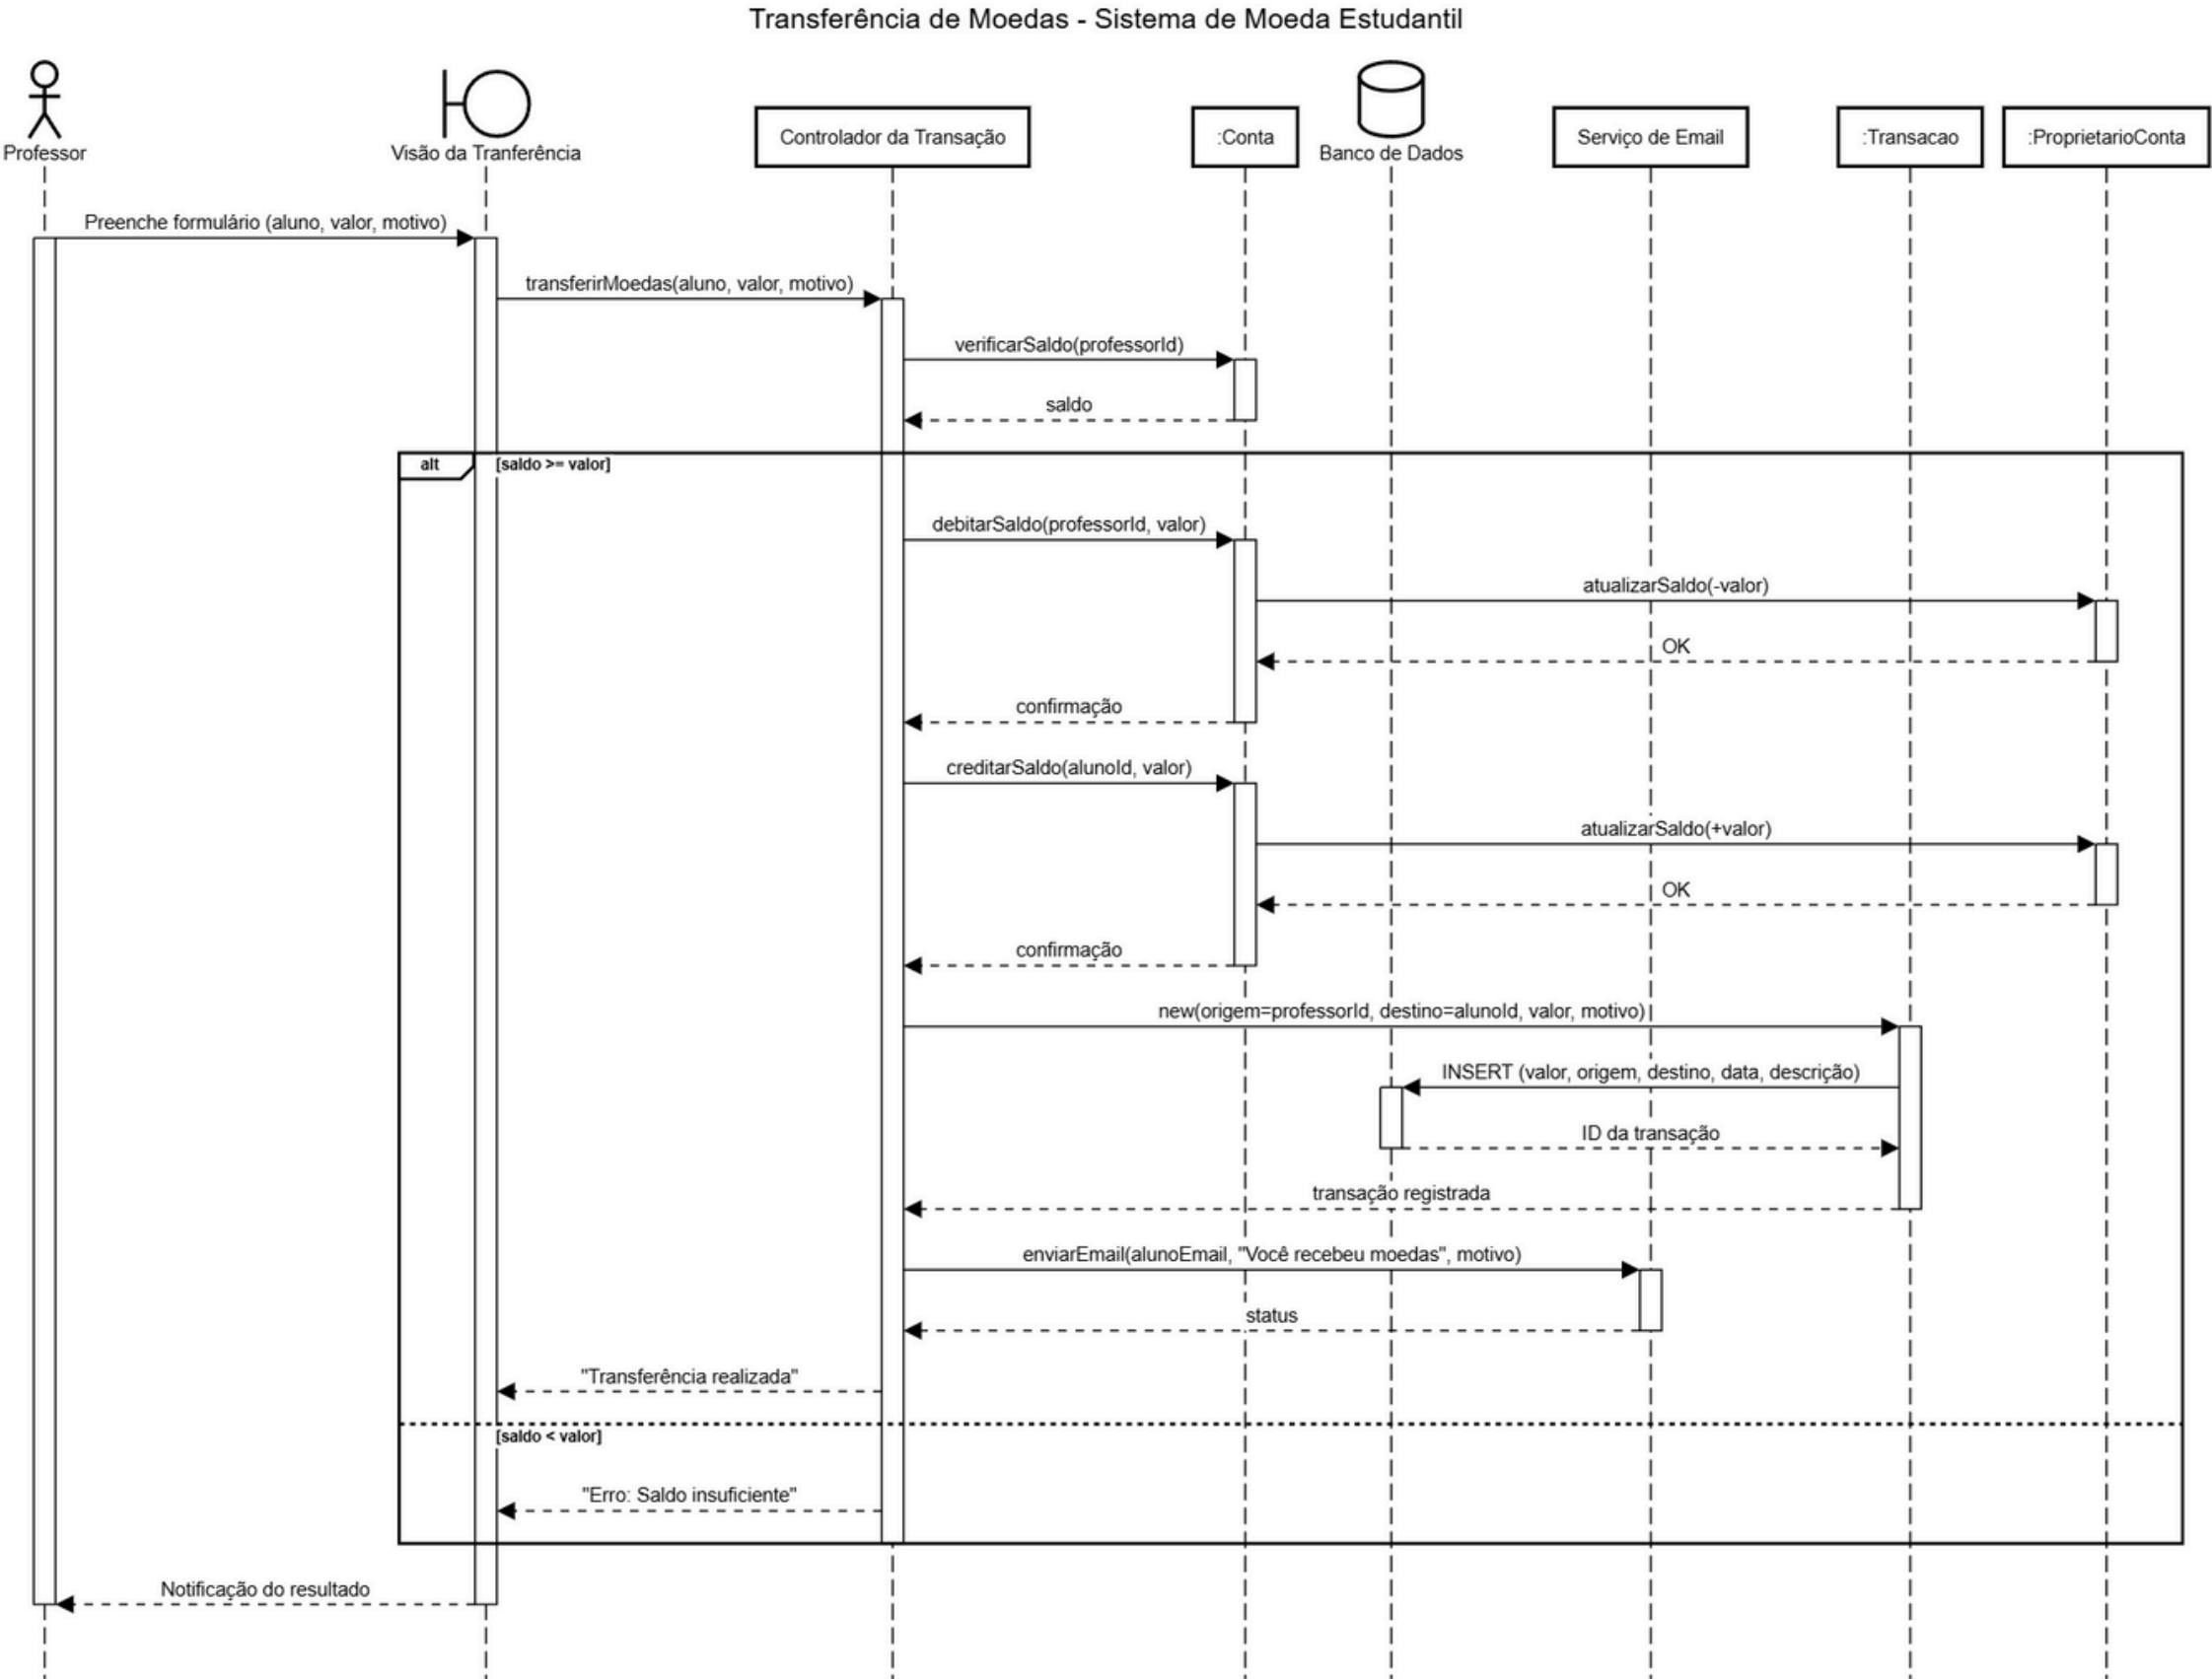 Transferência de Moedas - Sistema de Moeda Estudantil
Professor
Visão da Tranferência
Controlador da Transação
:Conta
Banco de Dados
Serviço de Email
:Transacao
:ProprietarioConta
Preenche formulário (aluno, valor, motivo)
transferirMoedas(aluno, valor, motivo)
verificarSaldo(professorId)
saldo
alt
[saldo >= valor]
debitarSaldo(professorId, valor)
atualizarSaldo(-valor)
OK
confirmação
creditarSaldo(alunoId, valor)
atualizarSaldo(+valor)
OK
confirmação
new(origem=professorId, destino=alunoId, valor, motivo)
INSERT (valor, origem, destino, data, descrição)
ID da transação
transação registrada
enviarEmail(alunoEmail, "Você recebeu moedas", motivo)
status
"Transferência realizada"
[saldo < valor]
"Erro: Saldo insuficiente"
Notificação do resultado